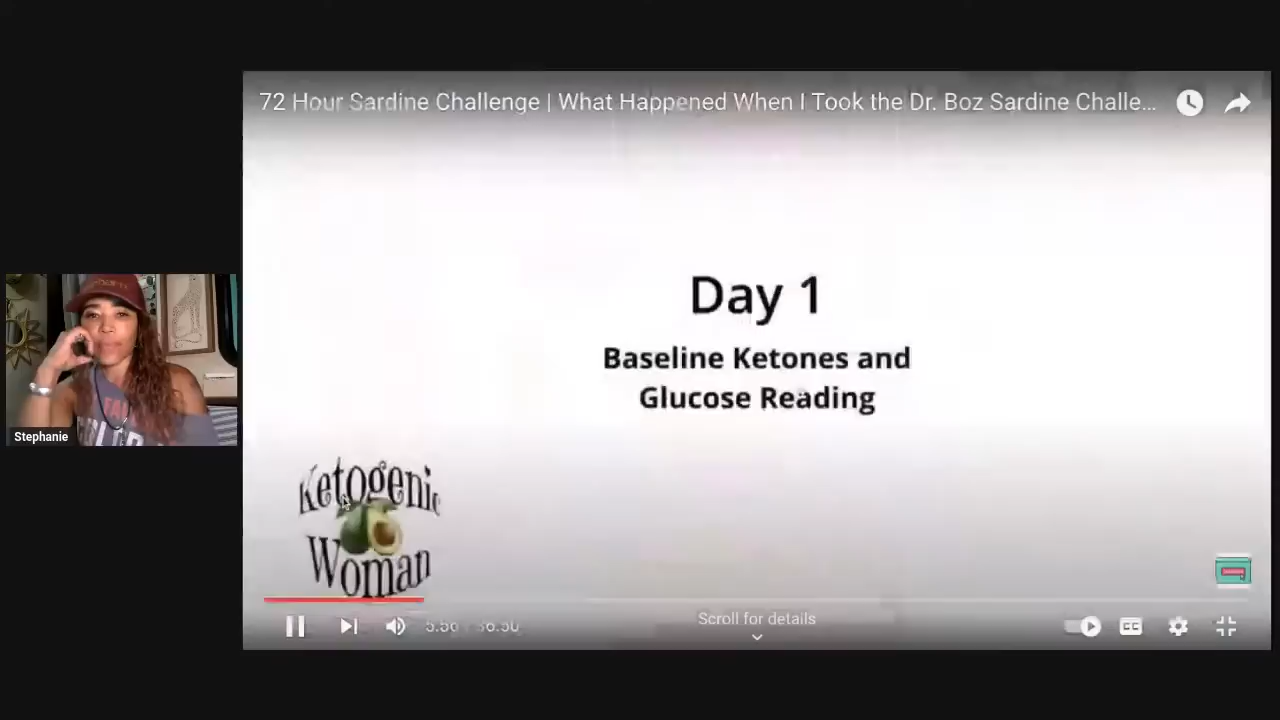 72 Hour Sardine Challenge | What Happened When I Took the Dr. Boz Sardine Challe...
Day 1
Baseline Ketones and
Glucose Reading
Stephanie
Ketogenic
Woman
Scroll for details
CC